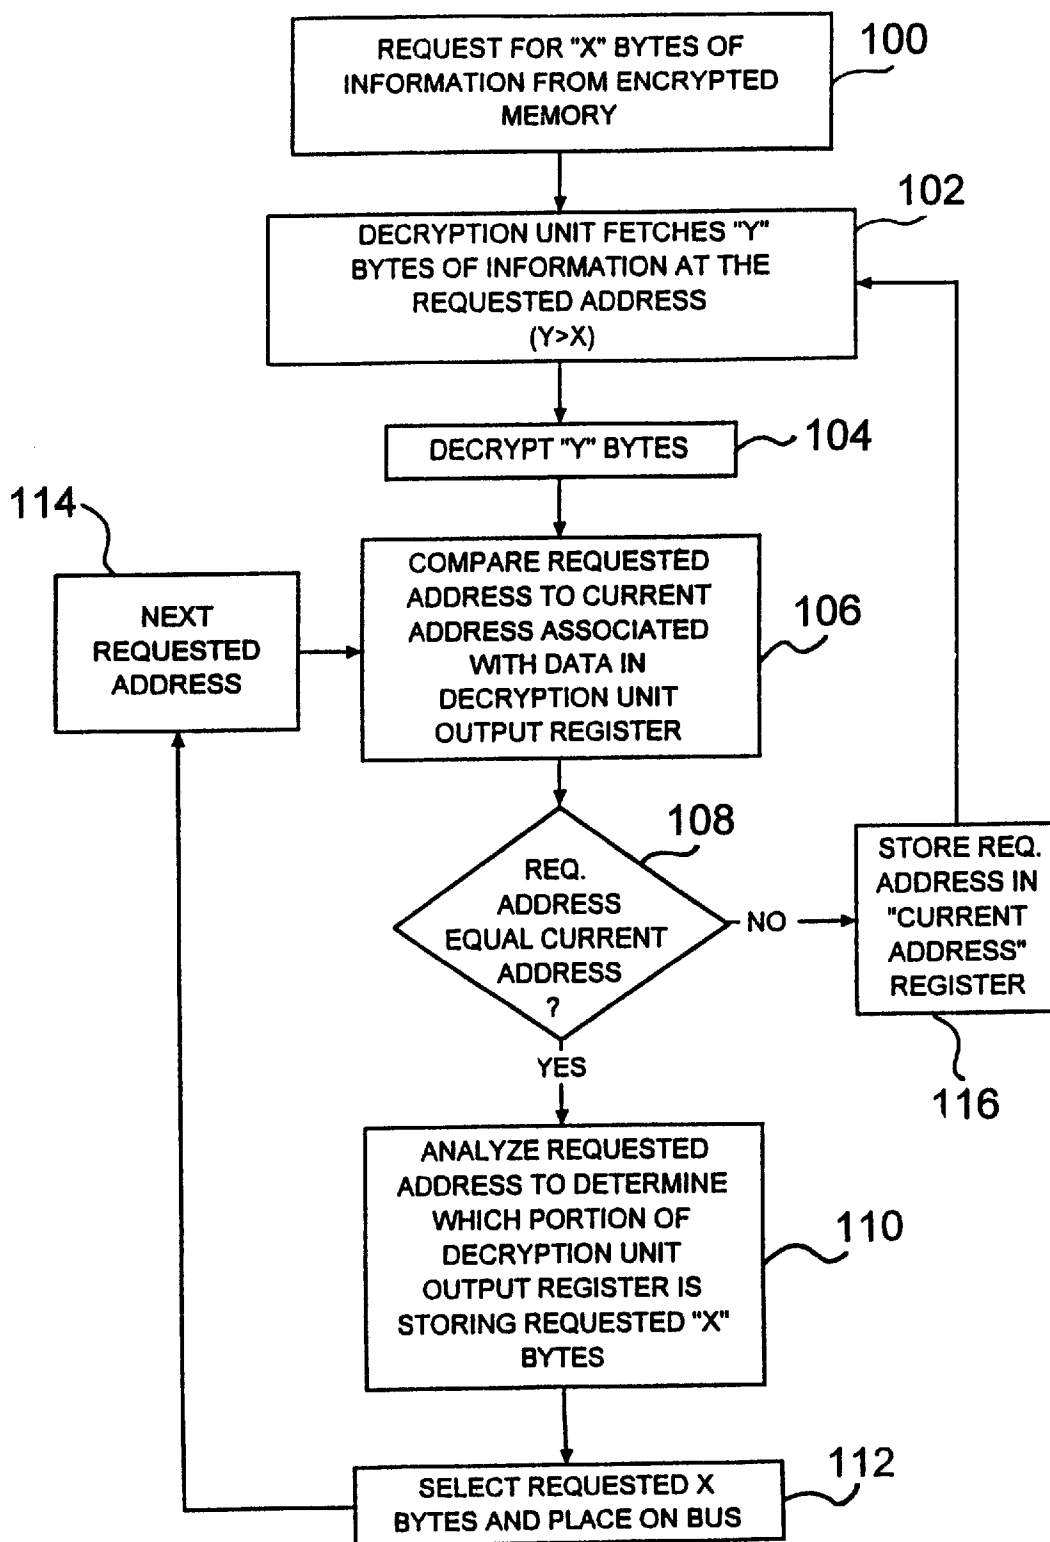 REQUEST FOR "X" BYTES OF
INFORMATION FROM ENCRYPTED
MEMORY
100
102
DECRYPTION UNIT FETCHES "Y"
BYTES OF INFORMATION AT THE
REQUESTED ADDRESS
(Y>X)
DECRYPT "Y" BYTES
104
114
NEXT
REQUESTED
ADDRESS
COMPARE REQUESTED
ADDRESS TO CURRENT
ADDRESS ASSOCIATED
WITH DATA IN
DECRYPTION UNIT
OUTPUT REGISTER
106
108
REQ.
ADDRESS
EQUAL CURRENT
ADDRESS
?
NO
STORE REQ.
ADDRESS IN
"CURRENT
ADDRESS"
REGISTER
116
YES
ANALYZE REQUESTED
ADDRESS TO DETERMINE
WHICH PORTION OF
DECRYPTION UNIT
OUTPUT REGISTER IS
STORING REQUESTED "X"
BYTES
110
SELECT REQUESTED X
BYTES AND PLACE ON BUS
112